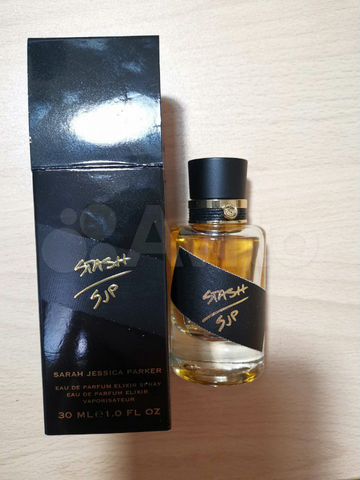 STASH
SJP
SARAH JESSICA PARKER
EAU DE PARFUM ELIXIR SPRAY
EAU DE PARFUM ELIXIR
VAPORISATEUR
30 ML℮1.0 FL OZ
STASH
SJP
Avito